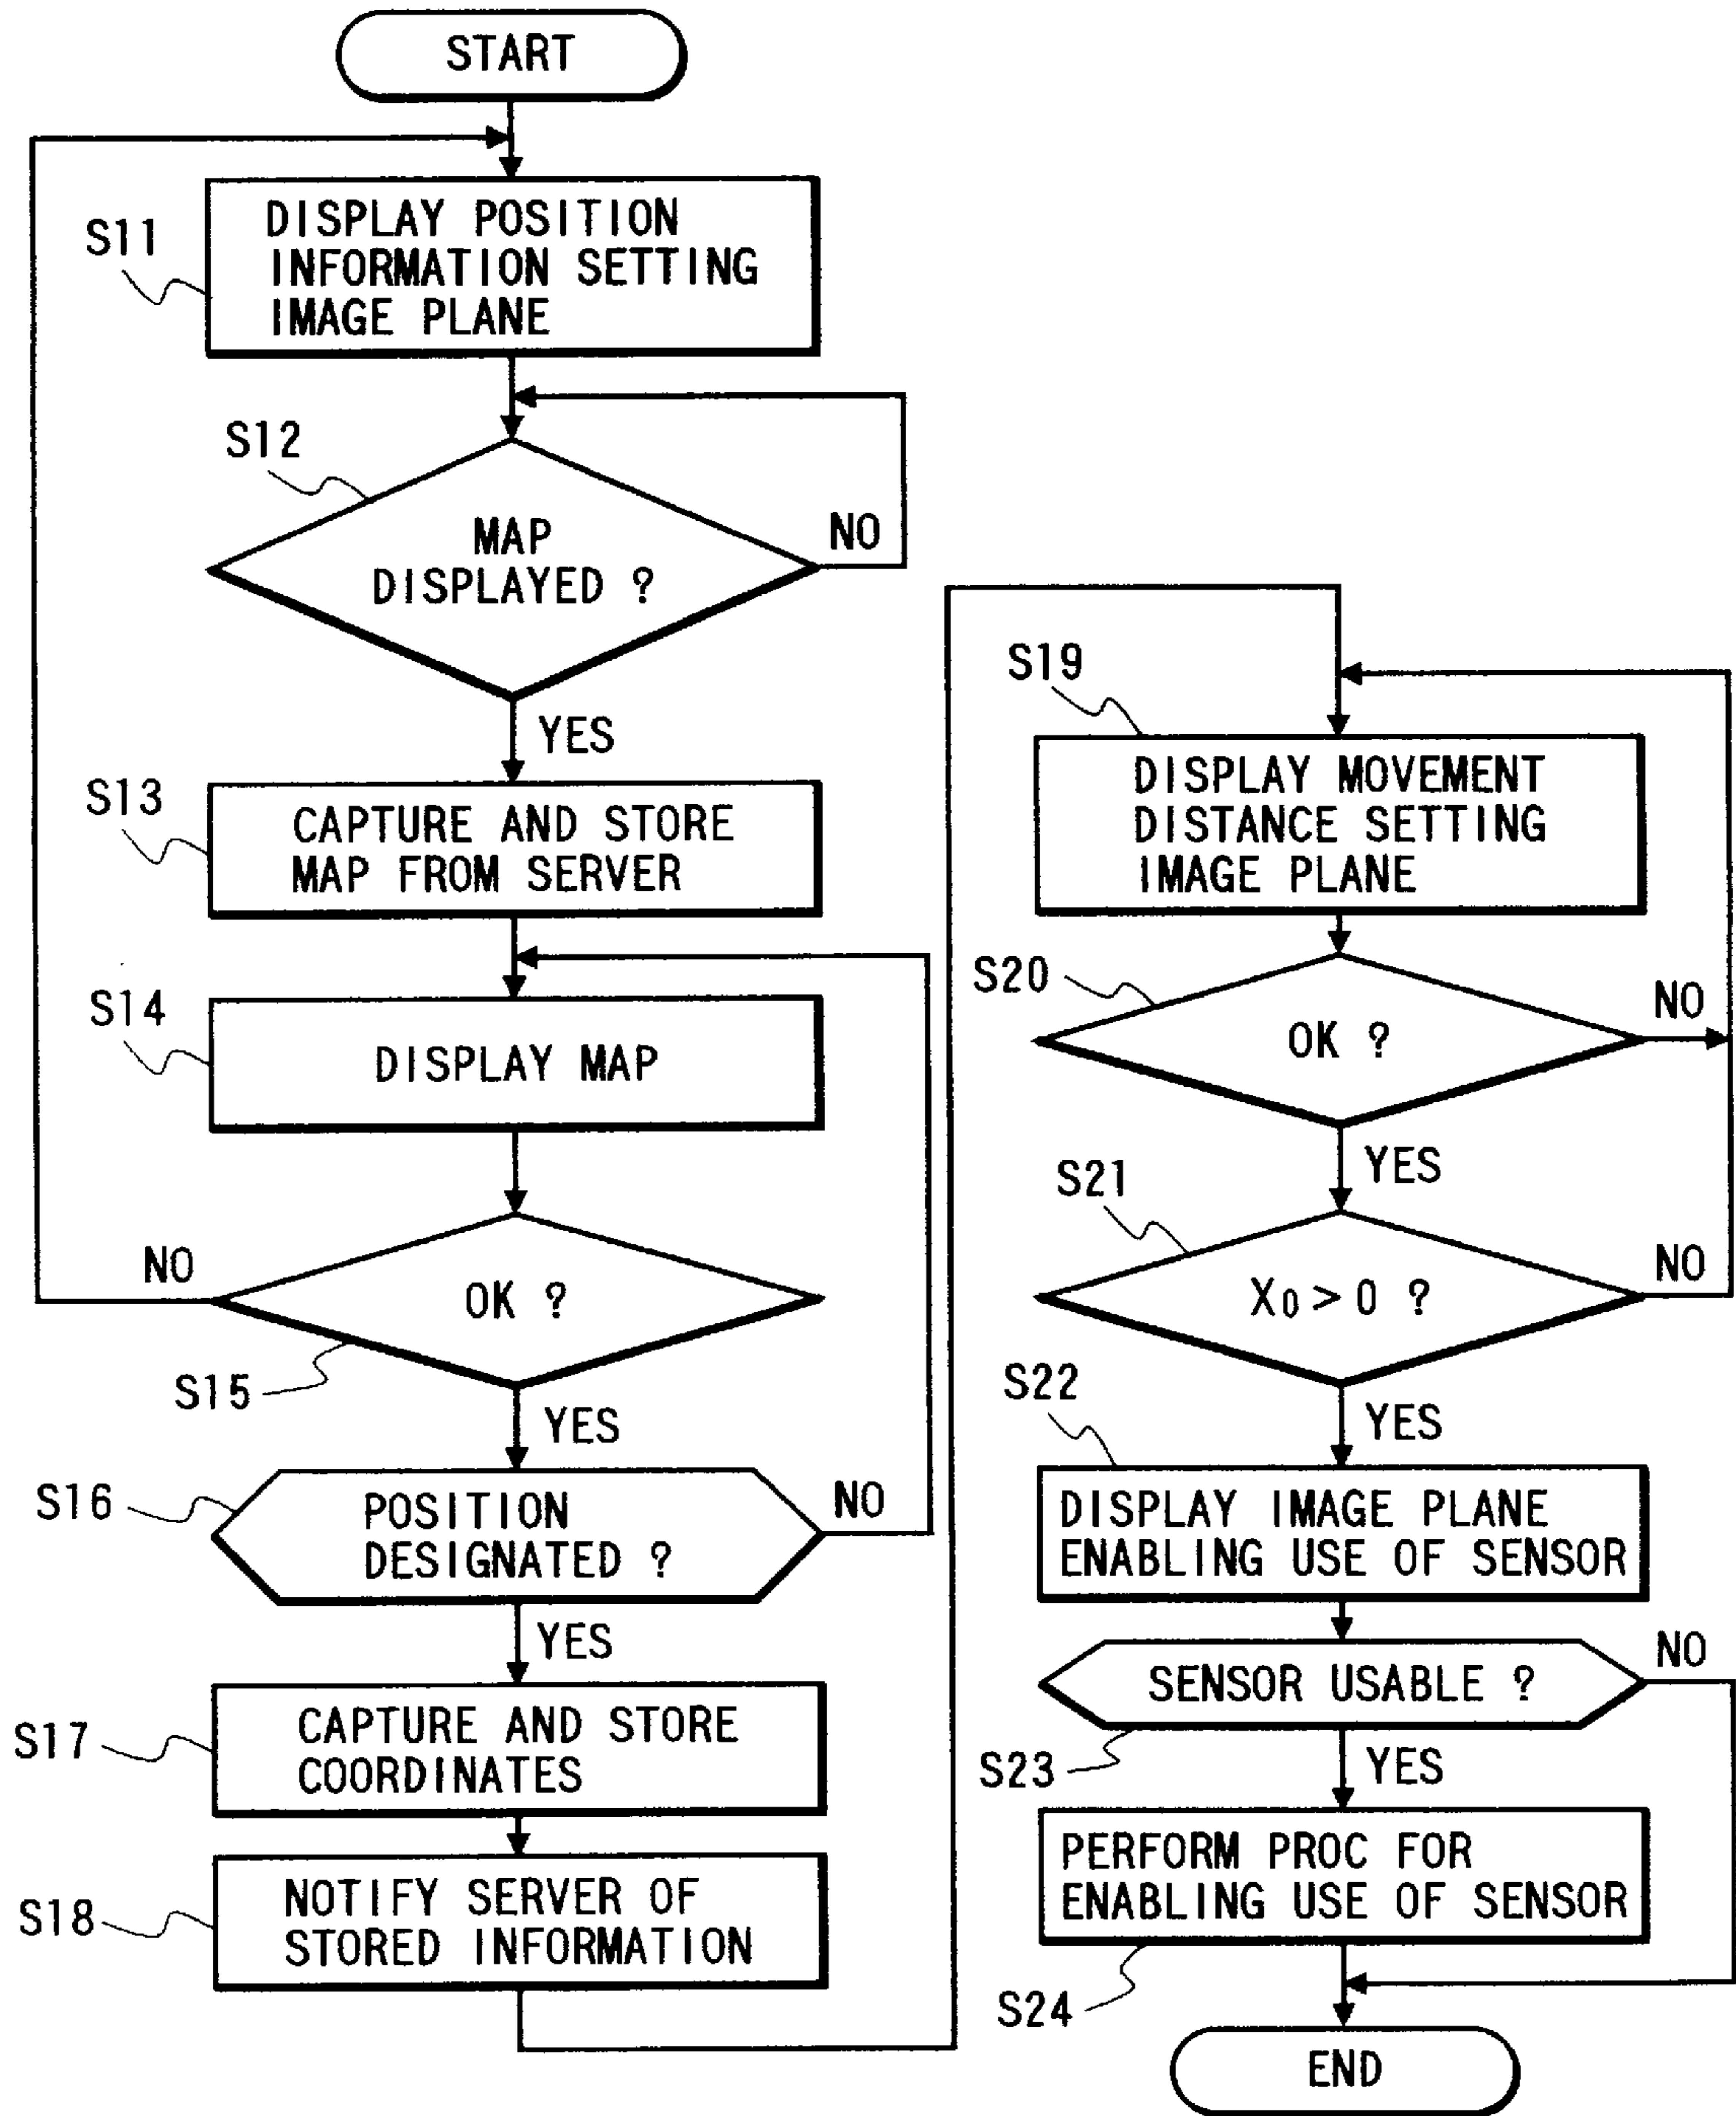 START
S11
DISPLAY POSITION
INFORMATION SETTING
IMAGE PLANE
S12
MAP
DISPLAYED ?
NO
YES
S13
CAPTURE AND STORE
MAP FROM SERVER
S14
DISPLAY MAP
NO
OK ?
S15
YES
S16
POSITION
DESIGNATED ?
NO
YES
S17
CAPTURE AND STORE
COORDINATES
S18
NOTIFY SERVER OF
STORED INFORMATION
S19
DISPLAY MOVEMENT
DISTANCE SETTING
IMAGE PLANE
S20
OK ?
NO
YES
S21
X₀ > 0 ?
NO
S22
YES
DISPLAY IMAGE PLANE
ENABLING USE OF SENSOR
SENSOR USABLE ?
NO
S23
YES
PERFORM PROC FOR
ENABLING USE OF SENSOR
S24
END